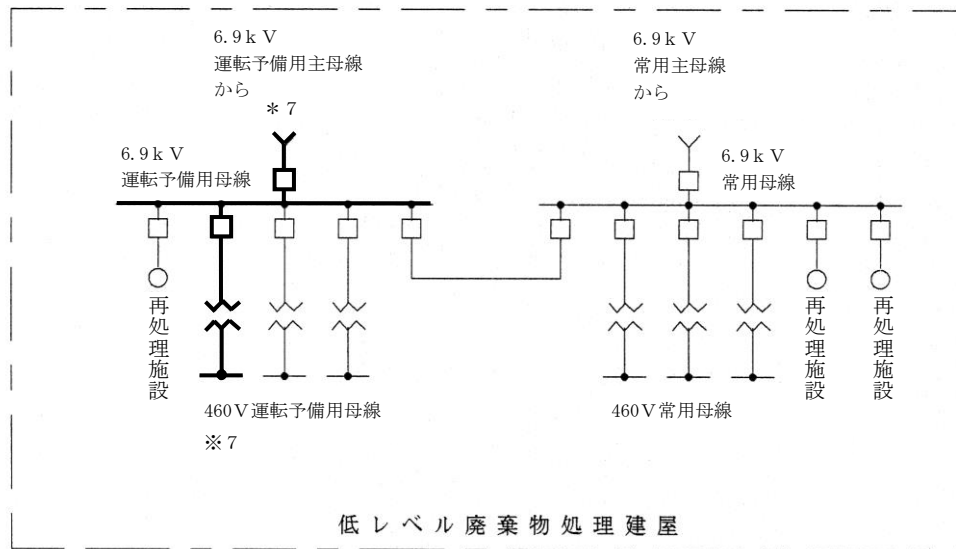 6.9kV
運転予備用主母線
から
＊7
6.9kV
常用主母線
から
6.9kV
運転予備用母線
6.9kV
常用母線
再処理施設
再処理施設
再処理施設
460V運転予備用母線
※7
460V常用母線
低レベル廃棄物処理建屋